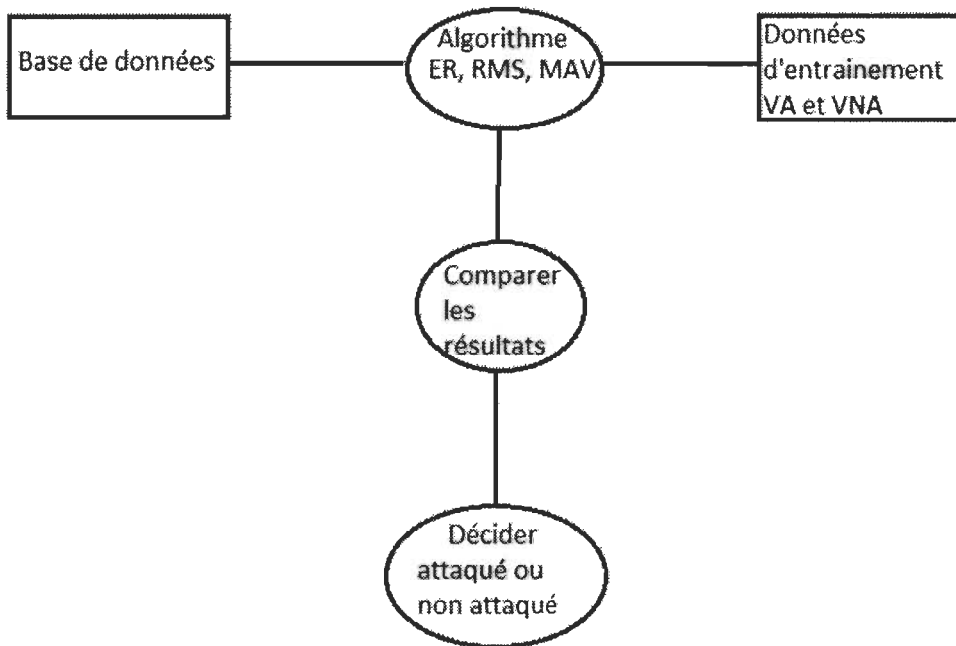 Base de données
Algorithme
ER, RMS, MAV
Données
d'entrainement
VA et VNA
Comparer
les
résultats
Décider
attaqué ou
non attaqué